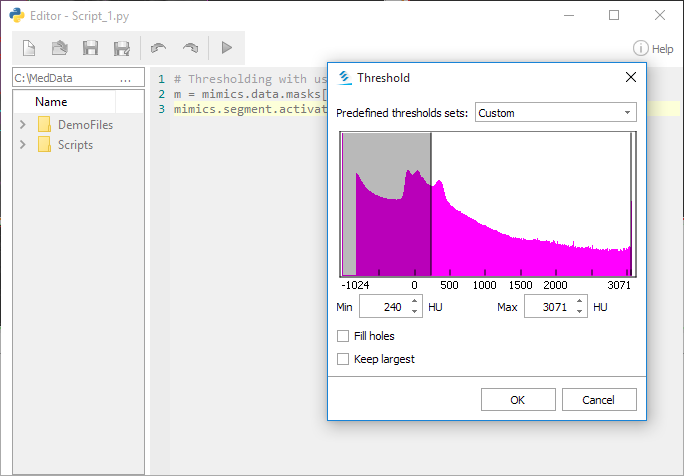 Editor - Script_1.py
Help
C:\MedData ...
Name
DemoFiles
Scripts
1 # Thresholding with us
2 m = mimics.data.masks[
3 mimics.segment.activat
Threshold
Predefined thresholds sets: Custom
-1024 0 500 1000 1500 2000 3071
Min 240 HU Max 3071 HU
Fill holes
Keep largest
OK Cancel